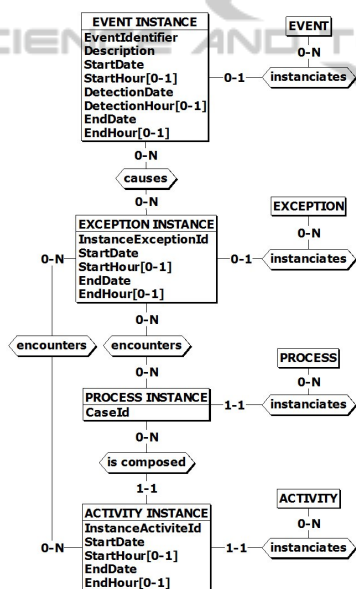 SCIENCE AND T
EVENT INSTANCE
EventIdentifier
Description
StartDate
StartHour[0-1]
DetectionDate
DetectionHour[0-1]
EndDate
EndHour[0-1]
EVENT
0-N
0-1
instanciates
0-N
causes
0-N
EXCEPTION INSTANCE
InstanceExceptionId
StartDate
StartHour[0-1]
EndDate
EndHour[0-1]
EXCEPTION
0-N
0-N
0-1
instanciates
0-N
encounters
encounters
0-N
PROCESS INSTANCE
CaseId
PROCESS
0-N
1-1
instanciates
0-N
is composed
1-1
ACTIVITY INSTANCE
InstanceActiviteId
StartDate
StartHour[0-1]
EndDate
EndHour[0-1]
ACTIVITY
0-N
0-N
1-1
instanciates